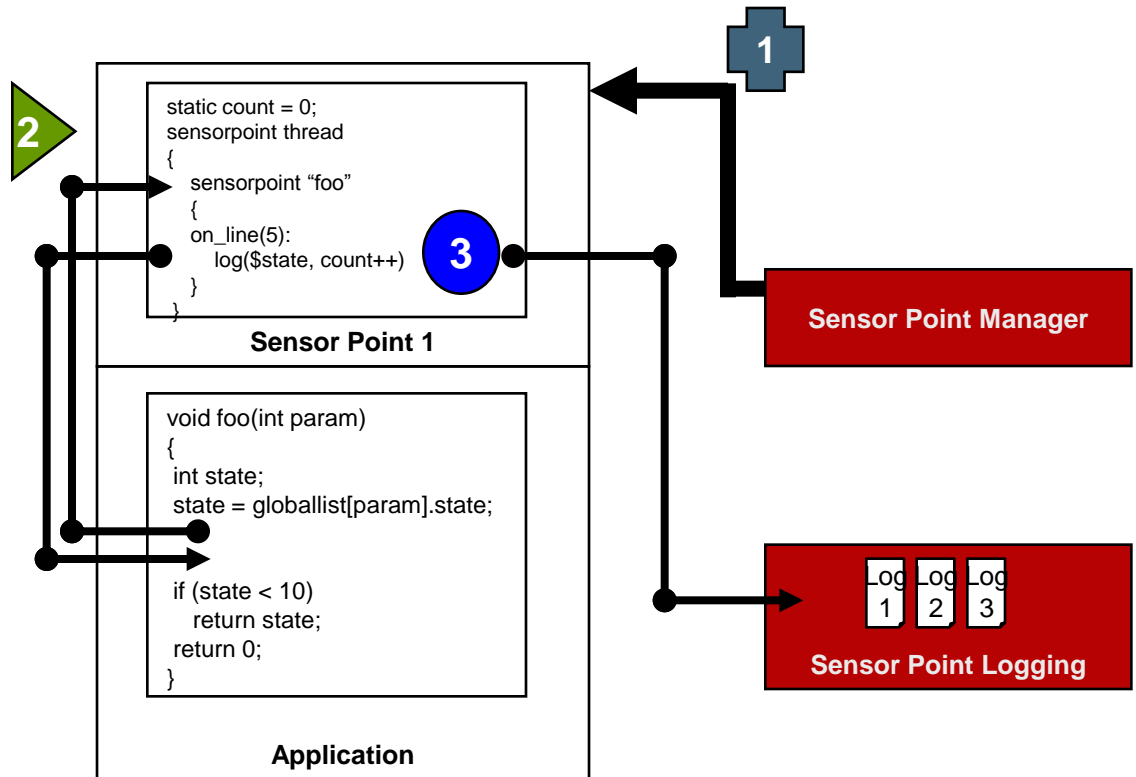 1
2
static count = 0;
sensorpoint thread
{
sensorpoint “foo”
{
on_line(5):
log($state, count++)
}
}
3
Sensor Point 1
void foo(int param)
{
int state;
state = globallist[param].state;
if (state < 10)
return state;
return 0;
}
Application
Sensor Point Manager
Log
1
Log
2
Log
3
Sensor Point Logging